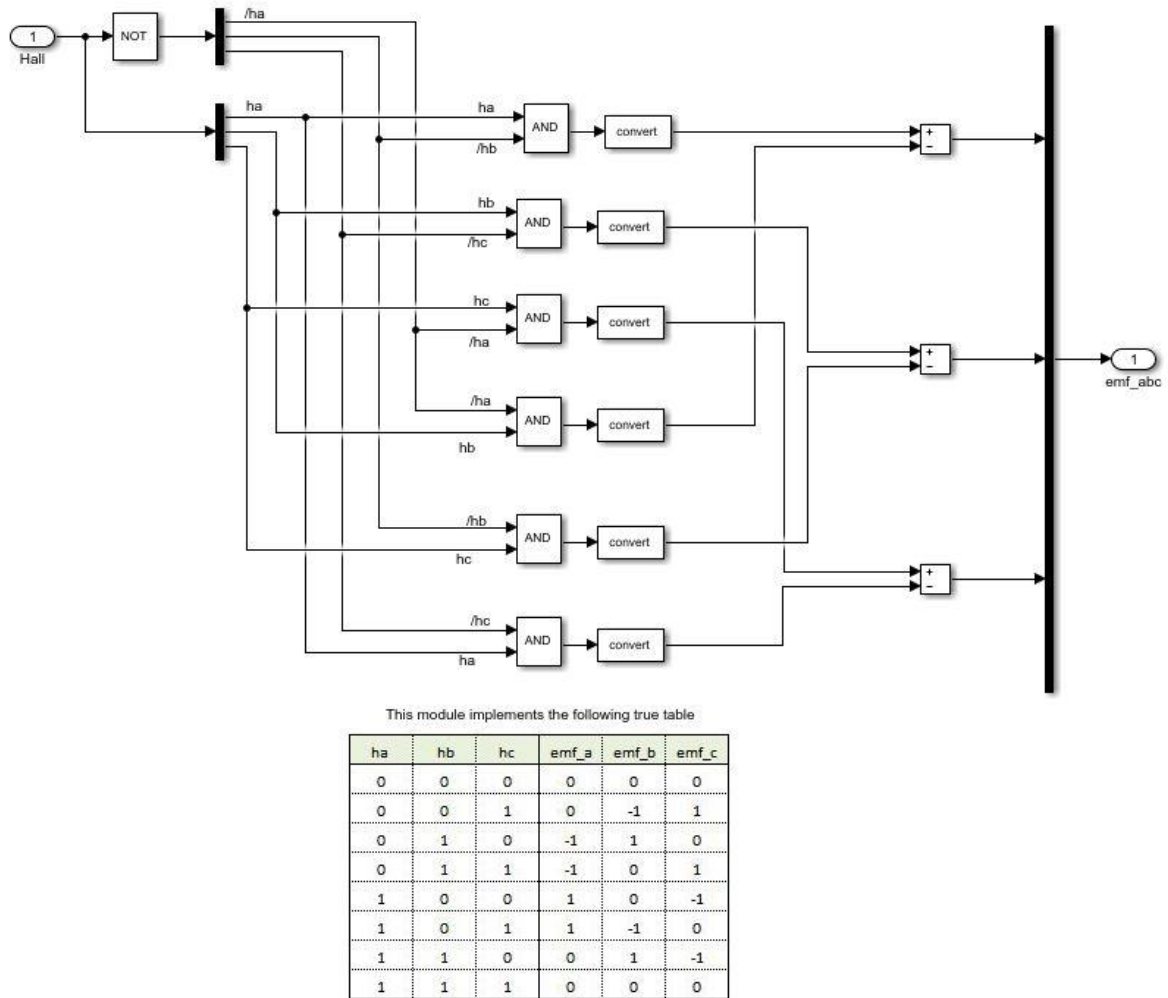 /ha
1
NOT
Hall
ha
ha
AND
convert
+
−
/hb
hb
AND
convert
/hc
hc
AND
convert
/ha
+
−
1
emf_abc
/ha
AND
convert
hb
/hb
AND
convert
hc
+
−
/hc
AND
convert
ha
This module implements the following true table
ha hb hc emf_a emf_b emf_c
0 0 0 0 0 0
0 0 1 0 -1 1
0 1 0 -1 1 0
0 1 1 -1 0 1
1 0 0 1 0 -1
1 0 1 1 -1 0
1 1 0 0 1 -1
1 1 1 0 0 0